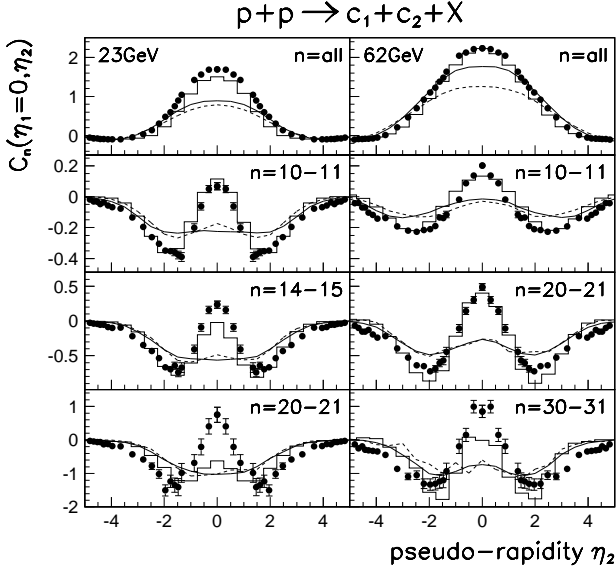 p+p → c₁+c₂+X
Cₙ(η₁=0,η₂)
23GeV n=all
62GeV n=all
2
1
0
n=10−11
n=10−11
0.2
0
-0.2
-0.4
n=14−15
n=20−21
0.5
0
-0.5
n=20−21
n=30−31
1
0
-1
-2
-4 -2 0 2 4
-4 -2 0 2 4
pseudo−rapidity η₂